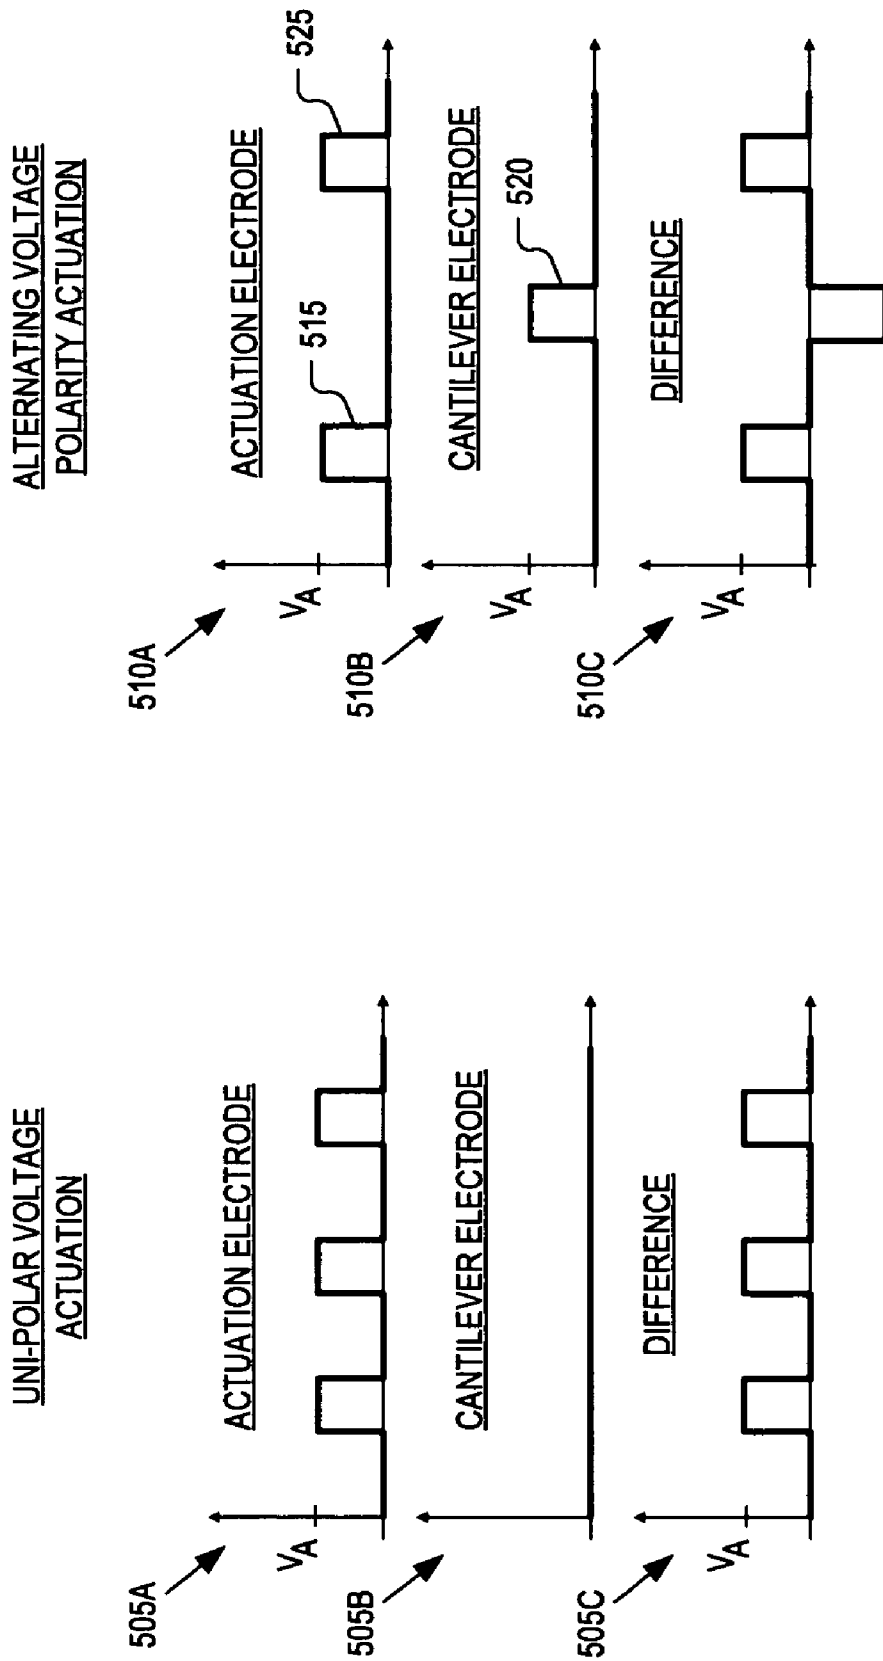 UNI-POLAR VOLTAGE
ACTUATION
505A
VA
ACTUATION ELECTRODE
505B
CANTILEVER ELECTRODE
505C
VA
DIFFERENCE
ALTERNATING VOLTAGE
POLARITY ACTUATION
510A
VA
ACTUATION ELECTRODE
515
525
510B
VA
CANTILEVER ELECTRODE
520
510C
VA
DIFFERENCE